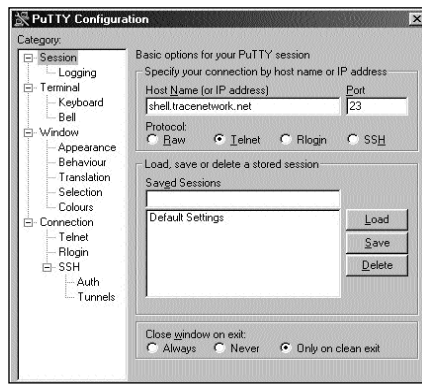 PuTTY Configuration
Category:
Session
Logging
Terminal
Keyboard
Bell
Window
Appearance
Behaviour
Translation
Selection
Colours
Connection
Telnet
Rlogin
SSH
Auth
Tunnels
Basic options for your PuTTY session
Specify your connection by host name or IP address
Host Name (or IP address) Port
shell.tracenetwork.net 23
Protocol:
Raw Telnet Rlogin SSH
Load, save or delete a stored session
Saved Sessions
Default Settings
Load
Save
Delete
Close window on exit:
Always Never Only on clean exit